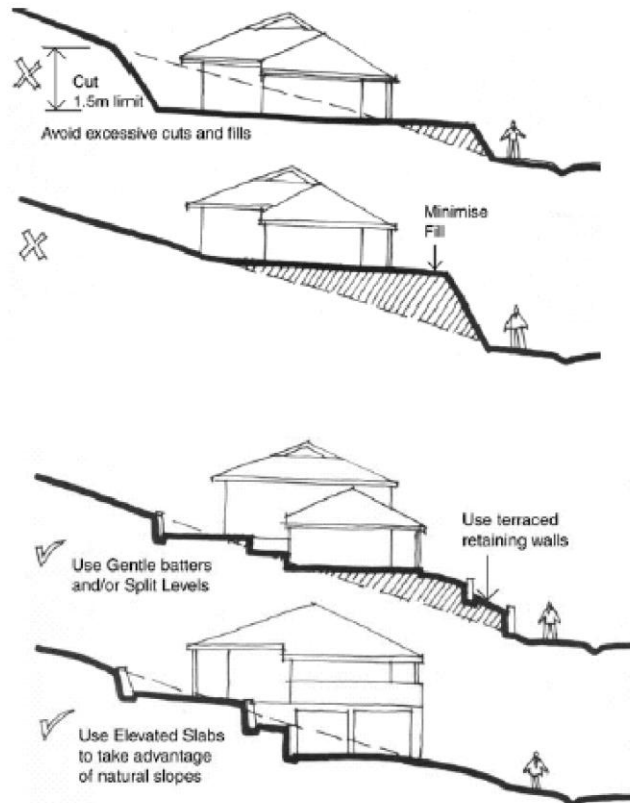 Cut
1.5m limit
Avoid excessive cuts and fills
Minimise
Fill
Use terraced
retaining walls
Use Gentle batters
and/or Split Levels
Use Elevated Slabs
to take advantage
of natural slopes